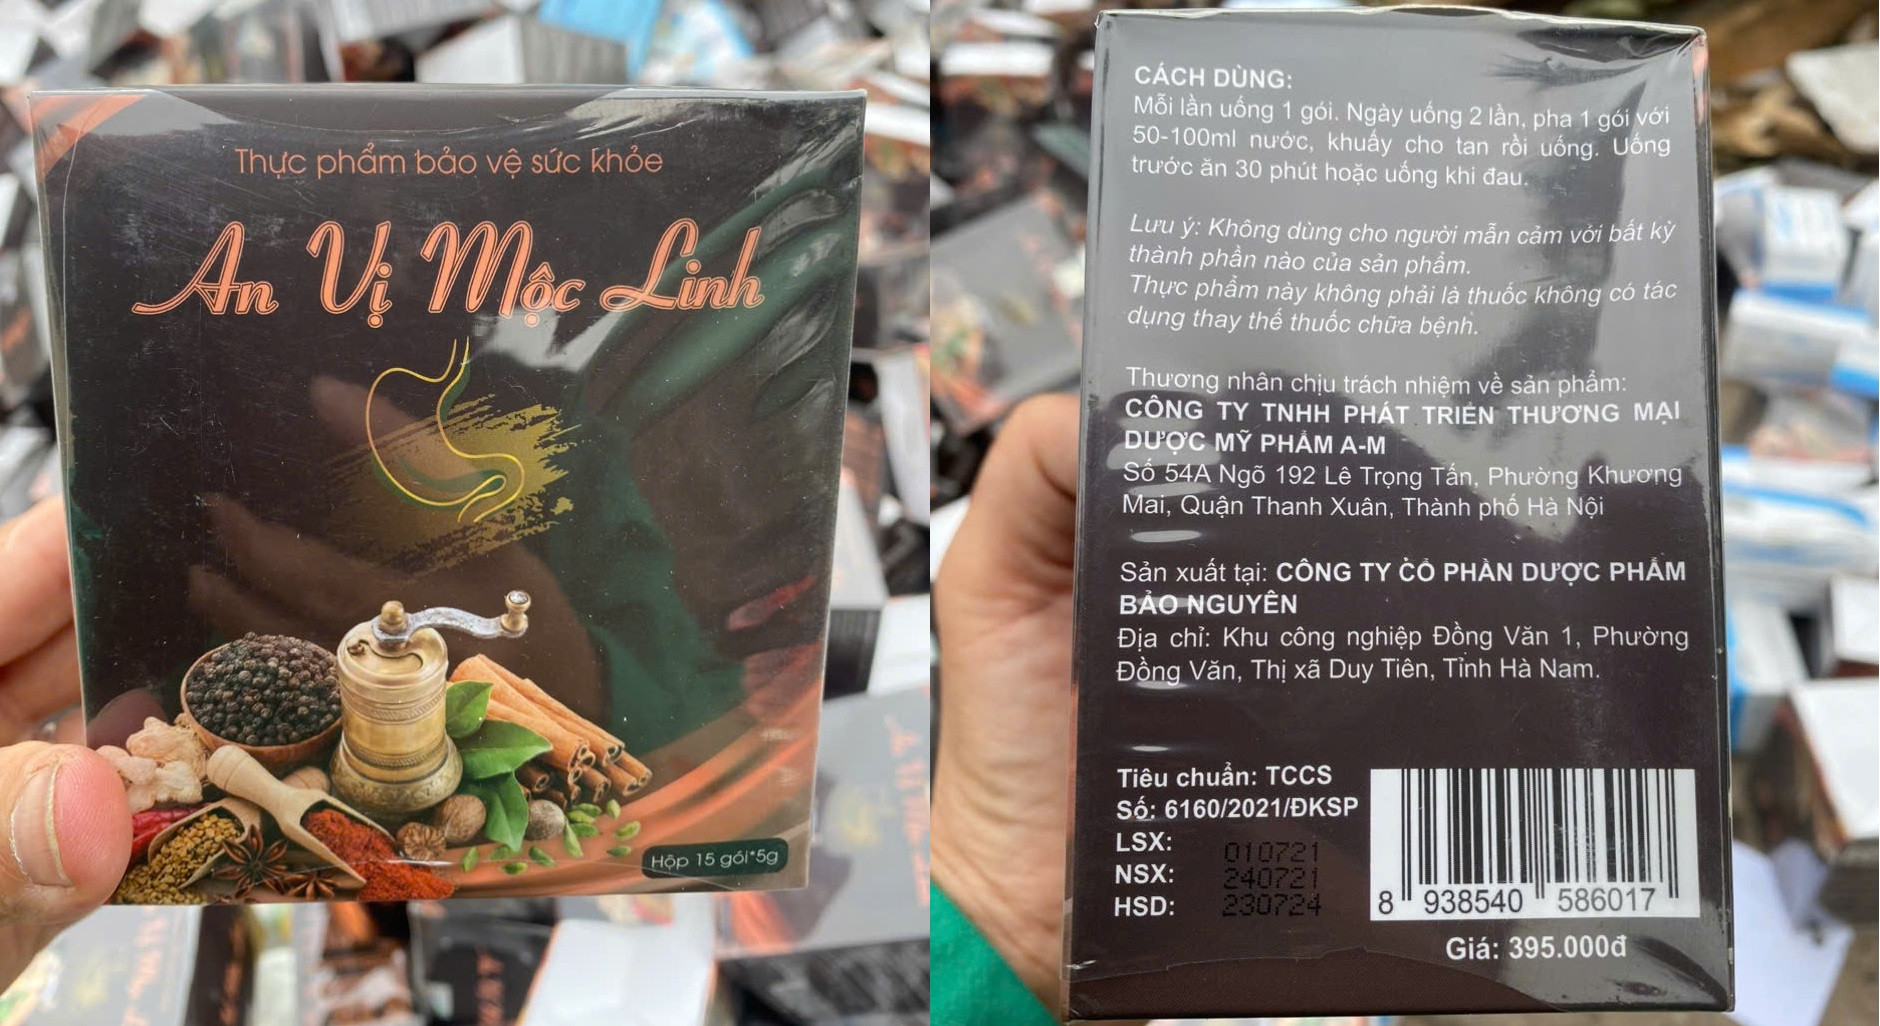 Thực phẩm bảo vệ sức khỏe
An Vị Mộc Linh
Hộp 15 gói*5g
CÁCH DÙNG:
Mỗi lần uống 1 gói. Ngày uống 2 lần, pha 1 gói với
50-100ml nước, khuấy cho tan rồi uống. Uống
trước ăn 30 phút hoặc uống khi đau.
Lưu ý: Không dùng cho người mẫn cảm với bất kỳ
thành phần nào của sản phẩm.
Thực phẩm này không phải là thuốc không có tác
dụng thay thế thuốc chữa bệnh.
Thương nhân chịu trách nhiệm về sản phẩm:
CÔNG TY TNHH PHÁT TRIỂN THƯƠNG MẠI
DƯỢC MỸ PHẨM A-M
Số 54A Ngõ 192 Lê Trọng Tấn, Phường Khương
Mai, Quận Thanh Xuân, Thành phố Hà Nội
Sản xuất tại: CÔNG TY CỔ PHẦN DƯỢC PHẨM
BẢO NGUYÊN
Địa chỉ: Khu công nghiệp Đồng Văn 1, Phường
Đồng Văn, Thị xã Duy Tiên, Tỉnh Hà Nam.
Tiêu chuẩn: TCCS
Số: 6160/2021/ĐKSP
LSX: 010721
NSX: 240721
HSD: 230724
8 938540 586017
Giá: 395.000đ